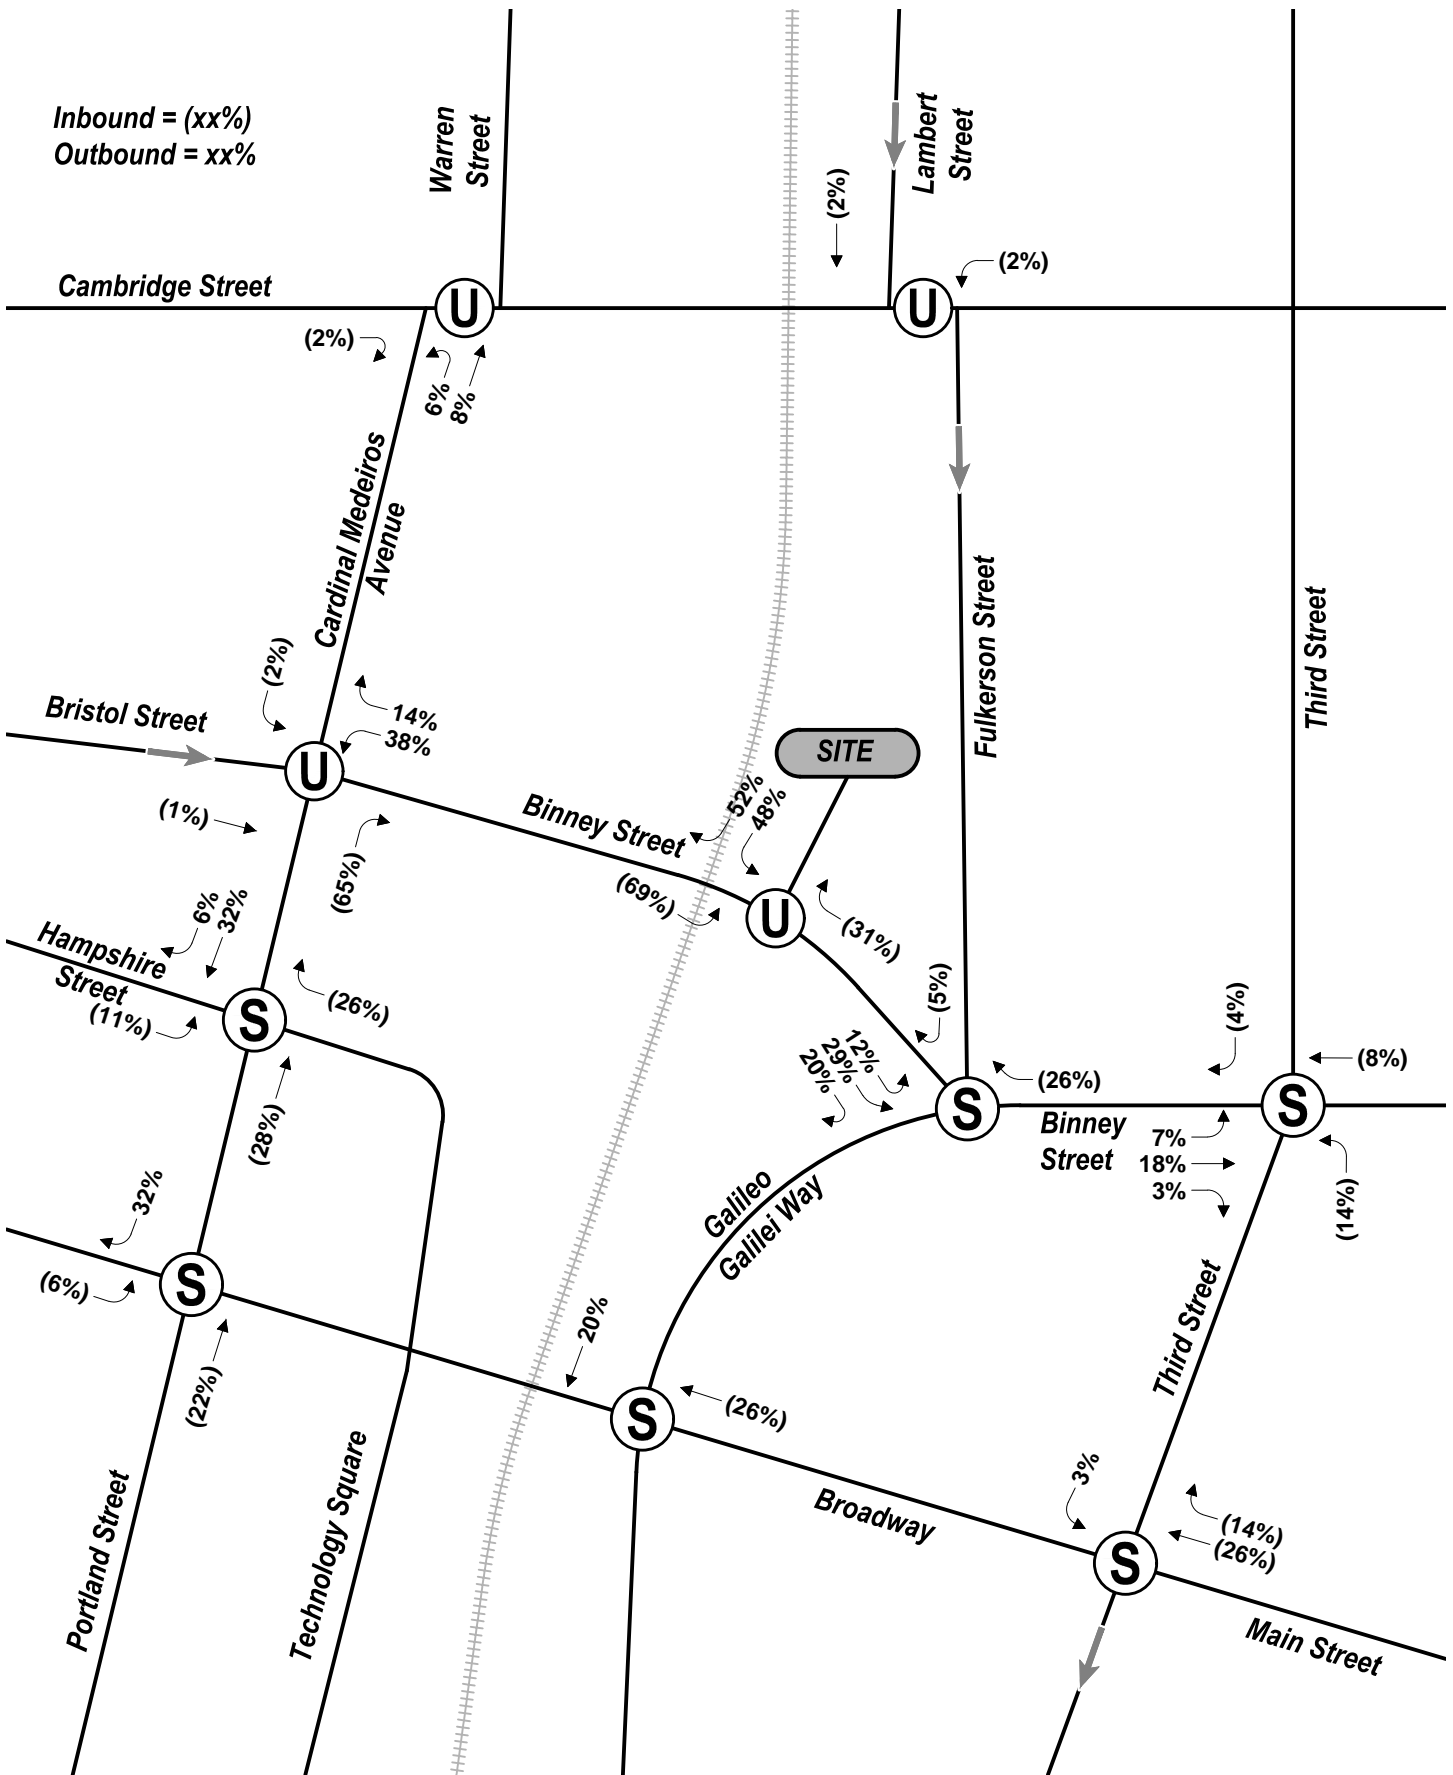 Inbound = (xx%)
Outbound = xx%
Warren
Street
Lambert
Street
(2%)
(2%)
Cambridge Street
U
U
(2%)
6%
8%
Cardinal Medeiros
Avenue
Fulkerson Street
Third Street
(2%)
14%
38%
Bristol Street
U
SITE
(1%)
Binney Street
52%
48%
(65%)
(69%)
U
(31%)
6%
32%
Hampshire
Street
(11%)
S
(26%)
(5%)
12%
29%
20%
(4%)
(8%)
(26%)
S
S
Binney
Street
7%
18%
3%
(14%)
(28%)
32%
Galileo
Galilei Way
(6%)
S
20%
Third Street
(22%)
S
(26%)
3%
(14%)
(26%)
Broadway
S
Portland Street
Technology Square
Main Street